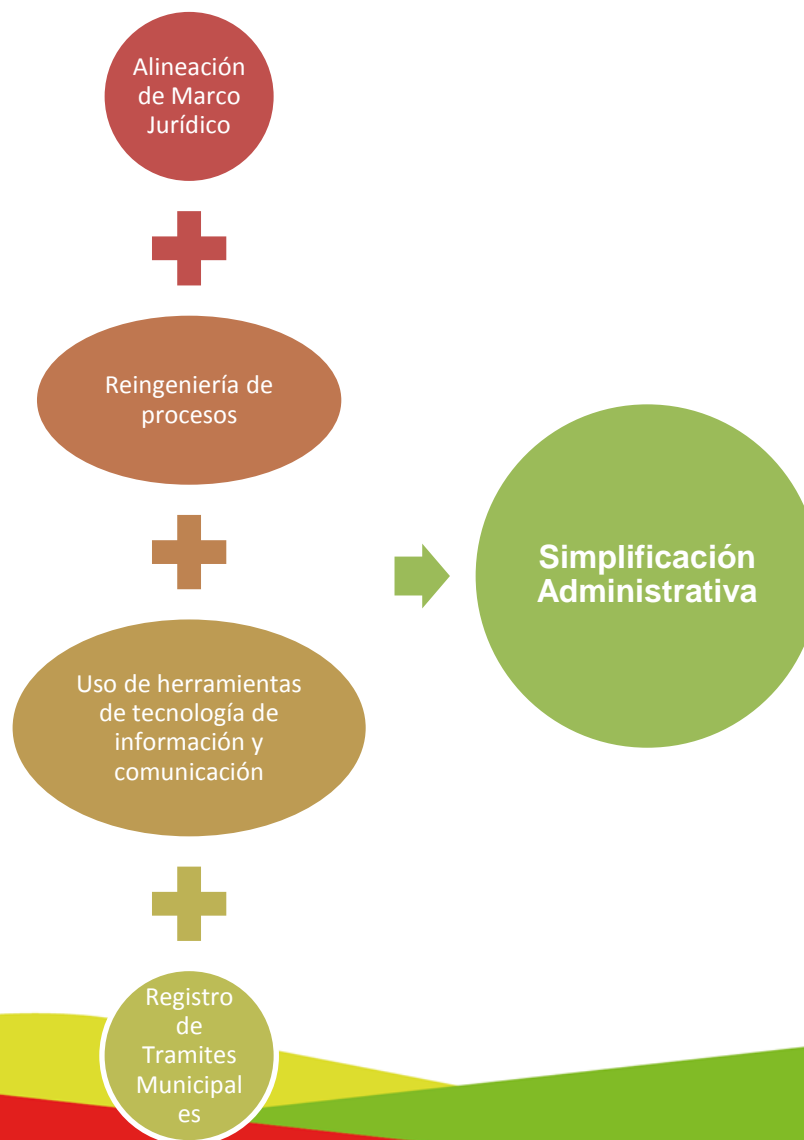 Alineación
de Marco
Jurídico
Reingeniería de
procesos
Uso de herramientas
de tecnología de
información y
comunicación
Registro
de
Tramites
Municipal
es
Simplificación
Administrativa